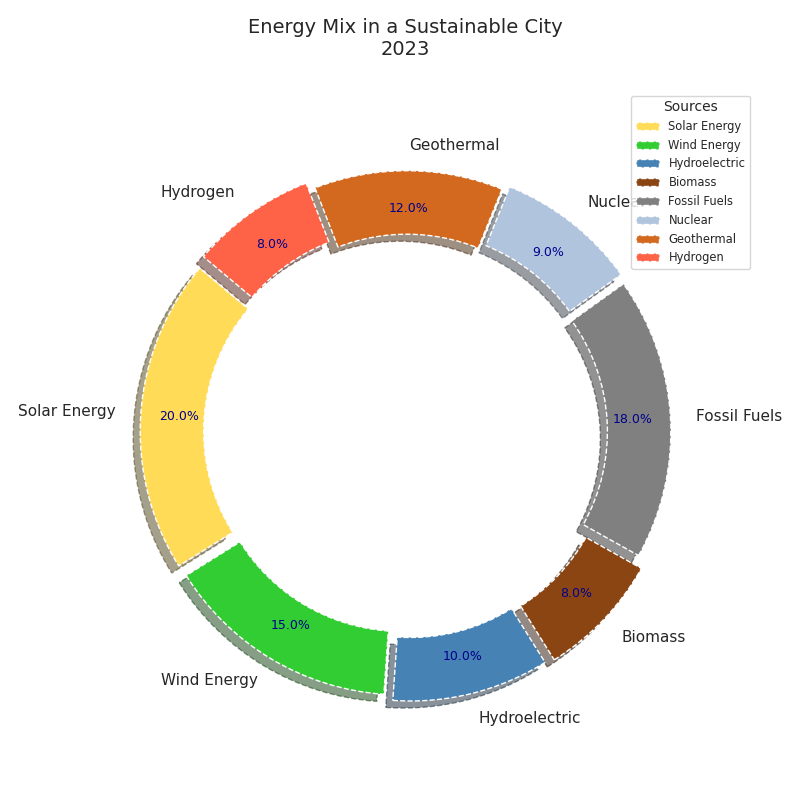 Energy Mix in a Sustainable City
2023
Sources
Solar Energy
Wind Energy
Hydroelectric
Biomass
Fossil Fuels
Nuclear
Geothermal
Hydrogen
Geothermal
12.0%
Hydrogen
8.0%
9.0%
Solar Energy
20.0%
Fossil Fuels
18.0%
Wind Energy
15.0%
Hydroelectric
10.0%
Biomass
8.0%